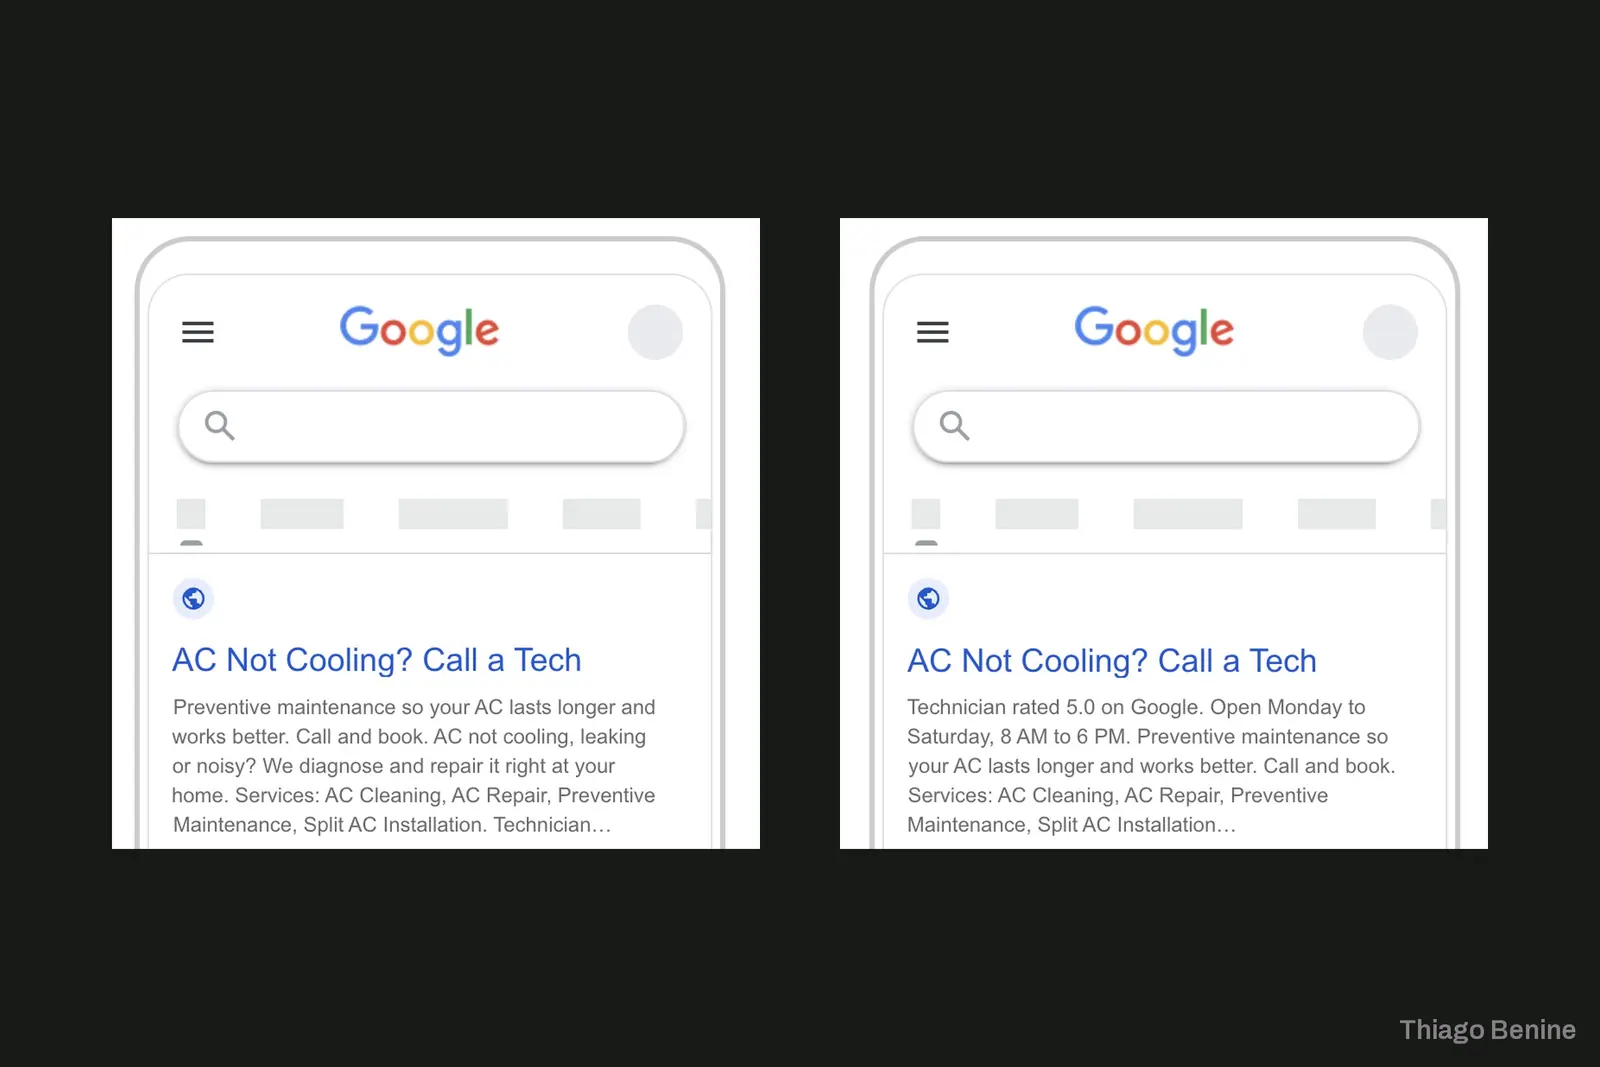 Google
AC Not Cooling? Call a Tech
Preventive maintenance so your AC lasts longer and
works better. Call and book. AC not cooling, leaking
or noisy? We diagnose and repair it right at your
home. Services: AC Cleaning, AC Repair, Preventive
Maintenance, Split AC Installation. Technician…
Google
AC Not Cooling? Call a Tech
Technician rated 5.0 on Google. Open Monday to
Saturday, 8 AM to 6 PM. Preventive maintenance so
your AC lasts longer and works better. Call and book.
Services: AC Cleaning, AC Repair, Preventive
Maintenance, Split AC Installation…
Thiago Benine